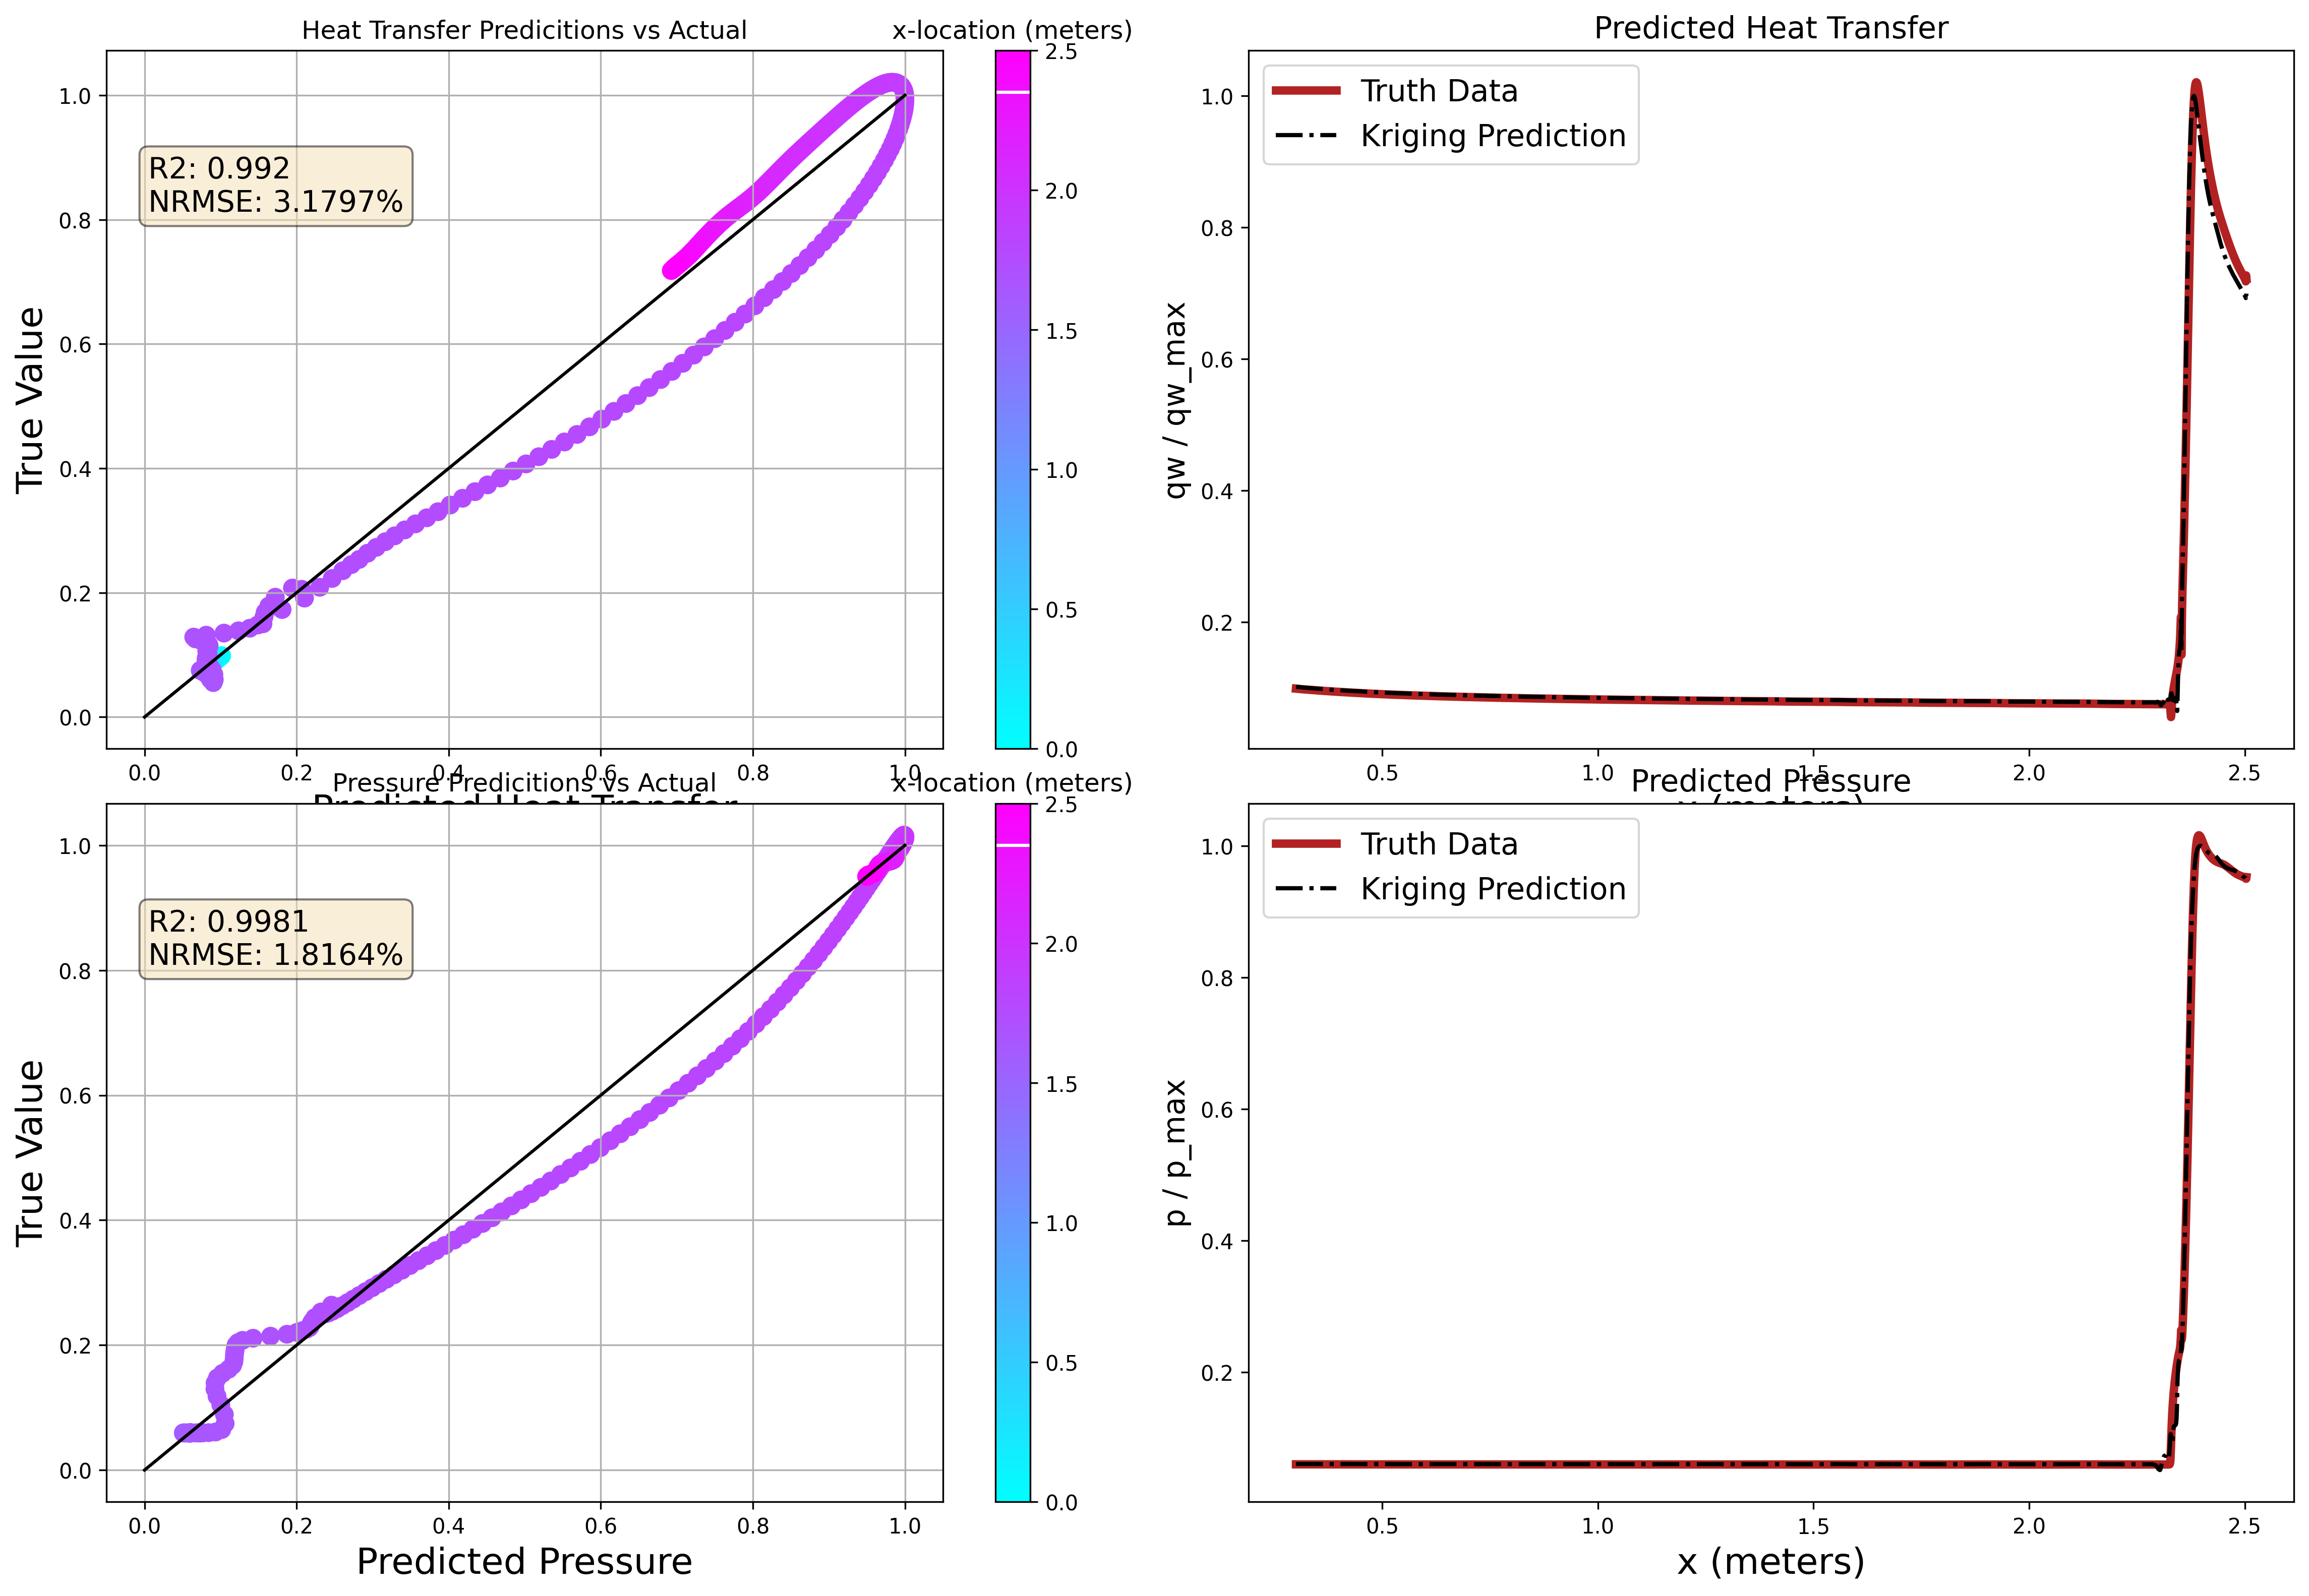 Heat Transfer Predicitions vs Actual
x-location (meters)
Predicted Heat Transfer
True Value
1.0
0.8
0.6
0.4
0.2
0.0
R2: 0.992
NRMSE: 3.1797%
0.0 0.2 0.4 0.6 0.8 1.0
Predicted Heat Transfer
2.5
2.0
1.5
1.0
0.5
0.0
qw / qw_max
1.0
0.8
0.6
0.4
0.2
Truth Data
Kriging Prediction
0.5 1.0 1.5 2.0 2.5
x (meters)
Pressure Predicitions vs Actual
x-location (meters)
Predicted Pressure
True Value
1.0
0.8
0.6
0.4
0.2
0.0
R2: 0.9981
NRMSE: 1.8164%
0.0 0.2 0.4 0.6 0.8 1.0
Predicted Pressure
2.5
2.0
1.5
1.0
0.5
0.0
p / p_max
1.0
0.8
0.6
0.4
0.2
Truth Data
Kriging Prediction
0.5 1.0 1.5 2.0 2.5
x (meters)